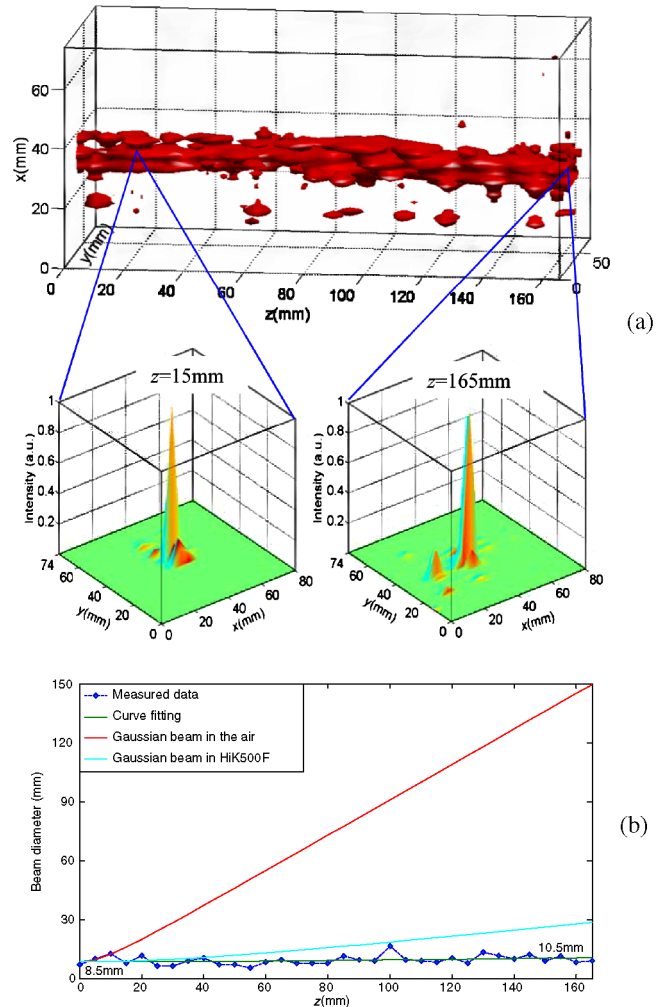 60
40
20
0
x(mm)
y(mm)
0 20 40 60 80 100 120 140 160 0 50
z(mm)
(a)
z=15mm
z=165mm
1
0.8
0.6
0.4
0.2
Intensity (a.u.)
74
60
40
20
0
y(mm)
0 20 40 60 80
x(mm)
1
0.8
0.6
0.4
0.2
Intensity (a.u.)
74
60
40
20
0
y(mm)
0 20 40 60 80
x(mm)
150
120
90
60
30
0
Beam diameter (mm)
Measured data
Curve fitting
Gaussian beam in the air
Gaussian beam in HiK500F
8.5mm
10.5mm
0 20 40 60 80 100 120 140 160
z(mm)
(b)